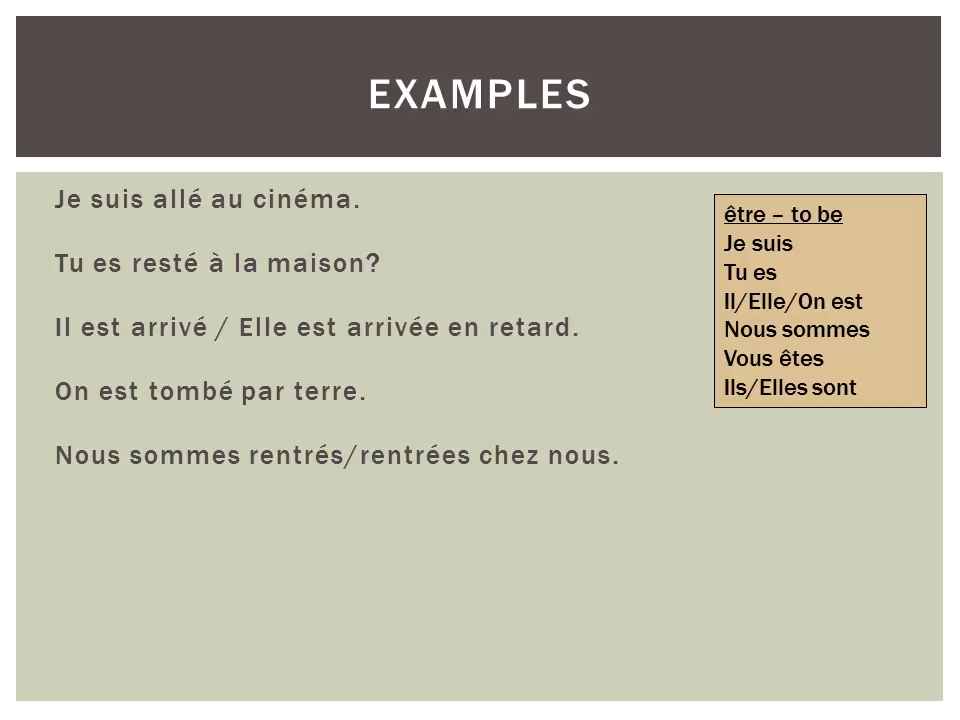 EXAMPLES
Je suis allé au cinéma.
Tu es resté à la maison?
Il est arrivé / Elle est arrivée en retard.
On est tombé par terre.
Nous sommes rentrés/rentrées chez nous.
être – to be
Je suis
Tu es
Il/Elle/On est
Nous sommes
Vous êtes
Ils/Elles sont